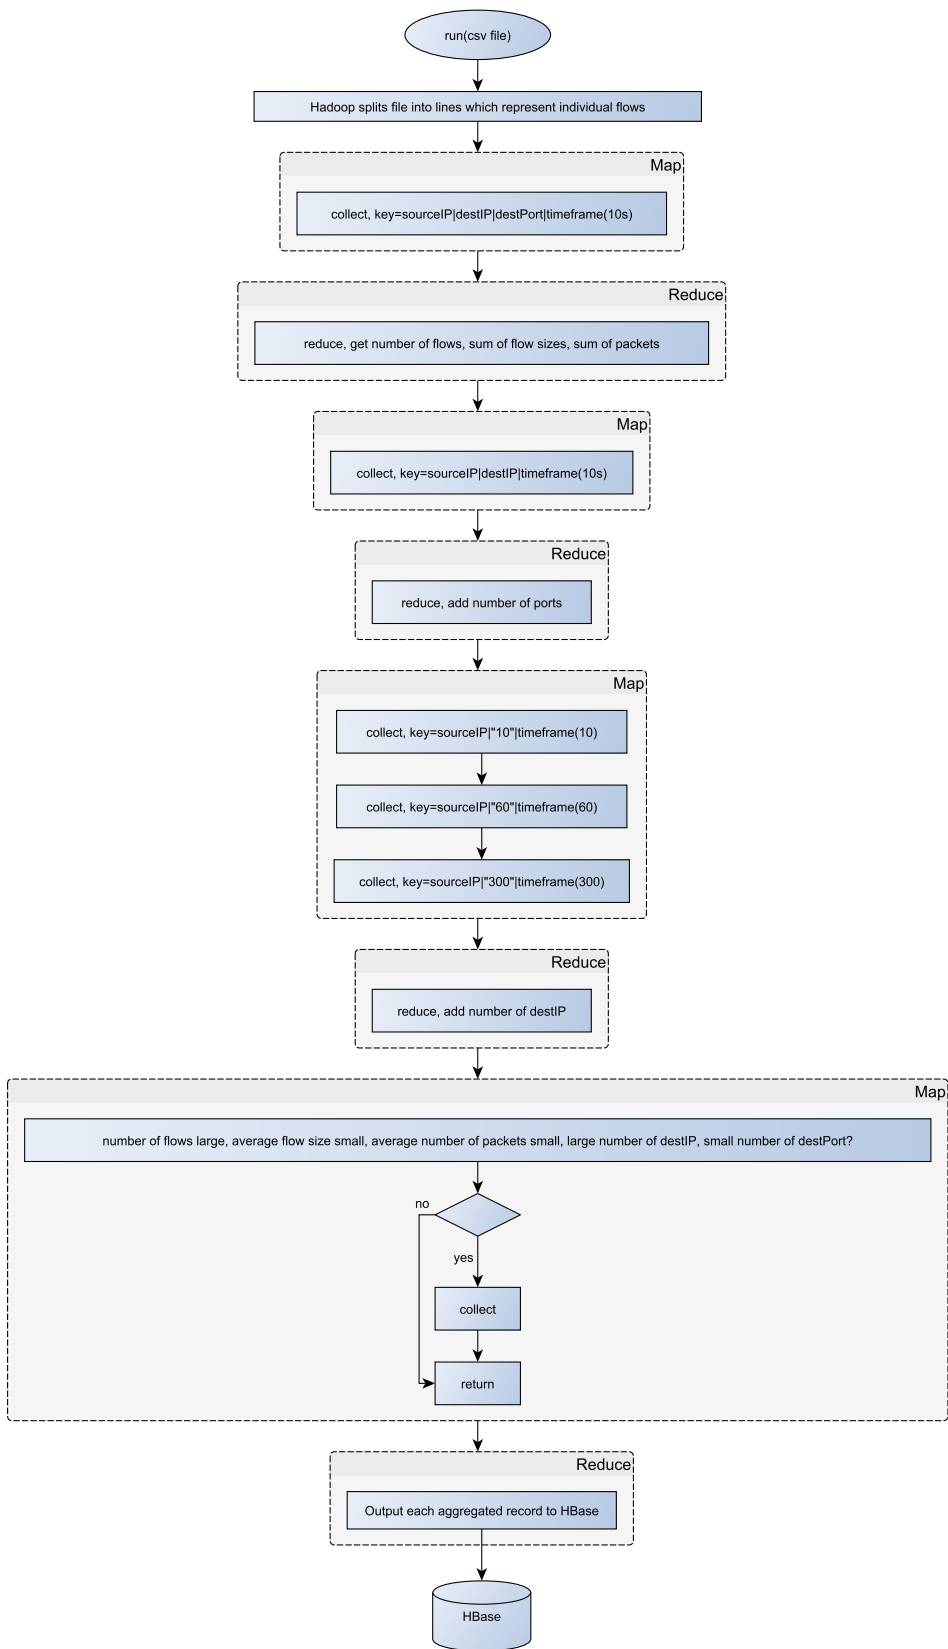 run(csv file)
Hadoop splits file into lines which represent individual flows
Map
collect, key=sourceIP|destIP|destPort|timeframe(10s)
Reduce
reduce, get number of flows, sum of flow sizes, sum of packets
Map
collect, key=sourceIP|destIP|timeframe(10s)
Reduce
reduce, add number of ports
Map
collect, key=sourceIP|"10"|timeframe(10)
collect, key=sourceIP|"60"|timeframe(60)
collect, key=sourceIP|"300"|timeframe(300)
Reduce
reduce, add number of destIP
Map
number of flows large, average flow size small, average number of packets small, large number of destIP, small number of destPort?
no
yes
collect
return
Reduce
Output each aggregated record to HBase
HBase